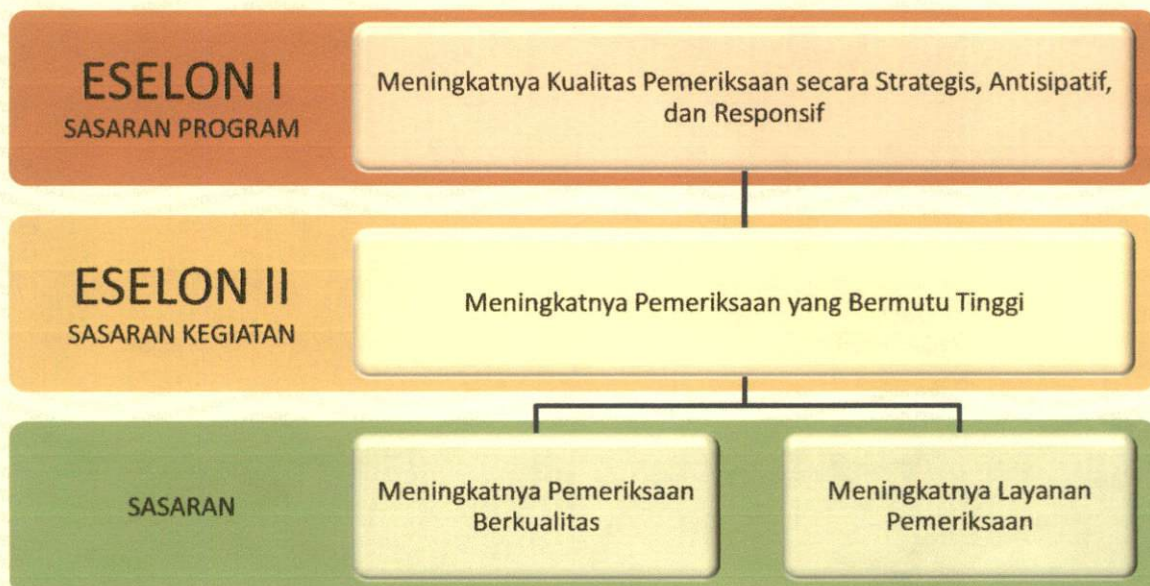 ESELON I
SASARAN PROGRAM
Meningkatnya Kualitas Pemeriksaan secara Strategis, Antisipatif,
dan Responsif
ESELON II
SASARAN KEGIATAN
Meningkatnya Pemeriksaan yang Bermutu Tinggi
SASARAN
Meningkatnya Pemeriksaan
Berkualitas
Meningkatnya Layanan
Pemeriksaan